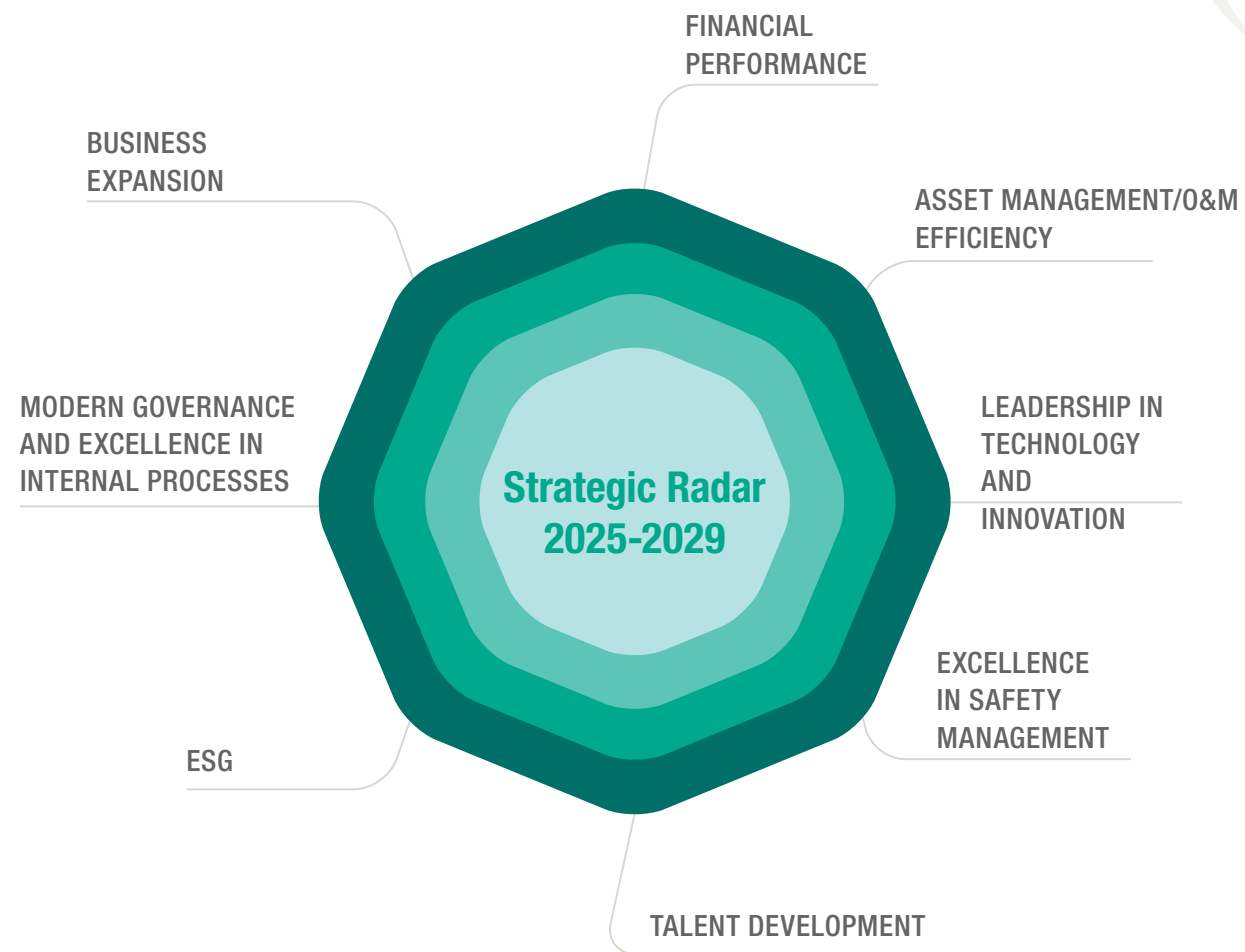 FINANCIAL
PERFORMANCE
BUSINESS
EXPANSION
ASSET MANAGEMENT/O&M
EFFICIENCY
MODERN GOVERNANCE
AND EXCELLENCE IN
INTERNAL PROCESSES
LEADERSHIP IN
TECHNOLOGY
AND
INNOVATION
Strategic Radar
2025-2029
EXCELLENCE
IN SAFETY
MANAGEMENT
ESG
TALENT DEVELOPMENT